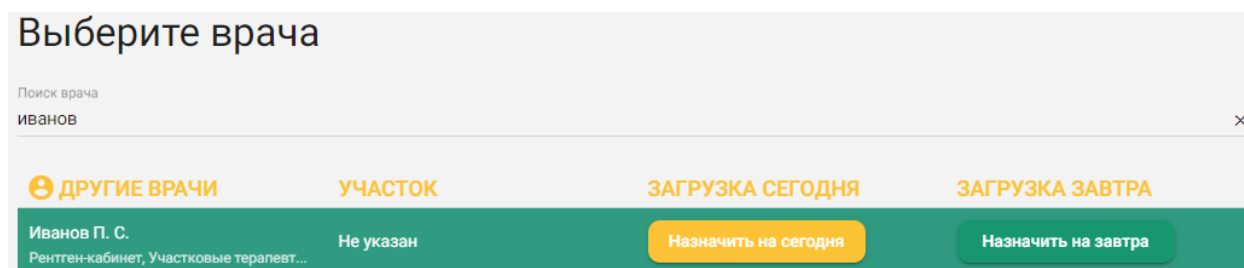 Выберите врача
Поиск врача
иванов
ДРУГИЕ ВРАЧИ УЧАСТОК ЗАГРУЗКА СЕГОДНЯ ЗАГРУЗКА ЗАВТРА
Иванов П. С.
Рентген-кабинет, Участковые терапевт...
Не указан Назначить на сегодня Назначить на завтра